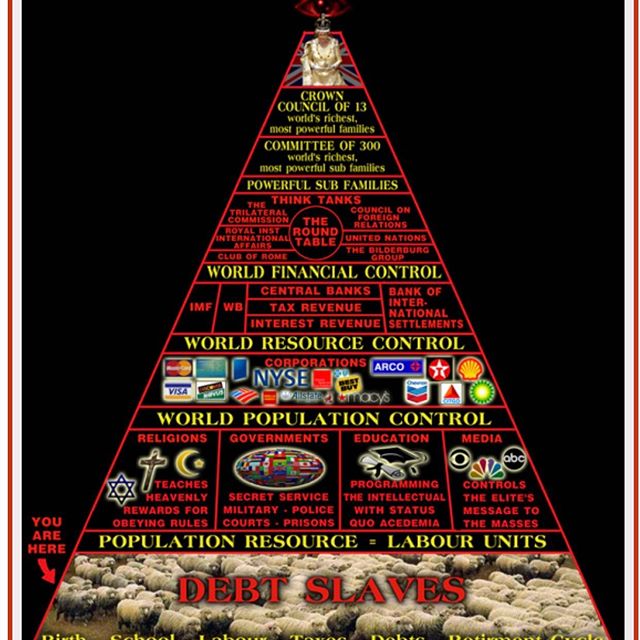 CROWN
COUNCIL OF 13
world's richest,
most powerful families
COMMITTEE OF 300
world's richest,
most powerful sub families
POWERFUL SUB FAMILIES
THINK TANKS
THE
TRILATERAL
COMMISSION
ROYAL INST
INTERNATIONAL
AFFAIRS
CLUB OF ROME
THE
ROUND
TABLE
COUNCIL ON
FOREIGN
RELATIONS
UNITED NATIONS
THE BILDERBURG
GROUP
WORLD FINANCIAL CONTROL
IMF
WB
CENTRAL BANKS
TAX REVENUE
INTEREST REVENUE
BANK OF
INTER-
NATIONAL
SETTLEMENTS
WORLD RESOURCE CONTROL
CORPORATIONS
MasterCard
VISA
NYSE
Allstate
BEST
BUY
macy's
ARCO
Chevron
CITGO
WORLD POPULATION CONTROL
RELIGIONS
TEACHES
HEAVENLY
REWARDS FOR
OBEYING RULES
GOVERNMENTS
SECRET SERVICE
MILITARY - POLICE
COURTS - PRISONS
EDUCATION
PROGRAMMING
THE INTELLECTUAL
WITH STATUS
QUO ACEDEMIA
MEDIA
abc
CONTROLS
THE ELITE'S
MESSAGE TO
THE MASSES
POPULATION RESOURCE = LABOUR UNITS
YOU
ARE
HERE
DEBT SLAVES
Birth School Labour Taxes Debts Retirment Cycle